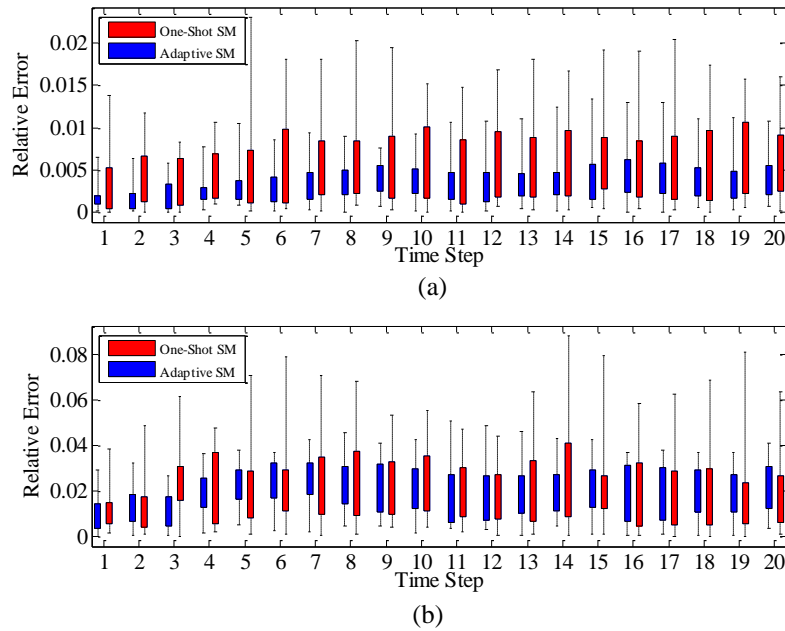 One-Shot SM
Adaptive SM
Relative Error
0.02
0.015
0.01
0.005
0
1 2 3 4 5 6 7 8 9 10 11 12 13 14 15 16 17 18 19 20
Time Step
(a)
One-Shot SM
Adaptive SM
Relative Error
0.08
0.06
0.04
0.02
0
1 2 3 4 5 6 7 8 9 10 11 12 13 14 15 16 17 18 19 20
Time Step
(b)